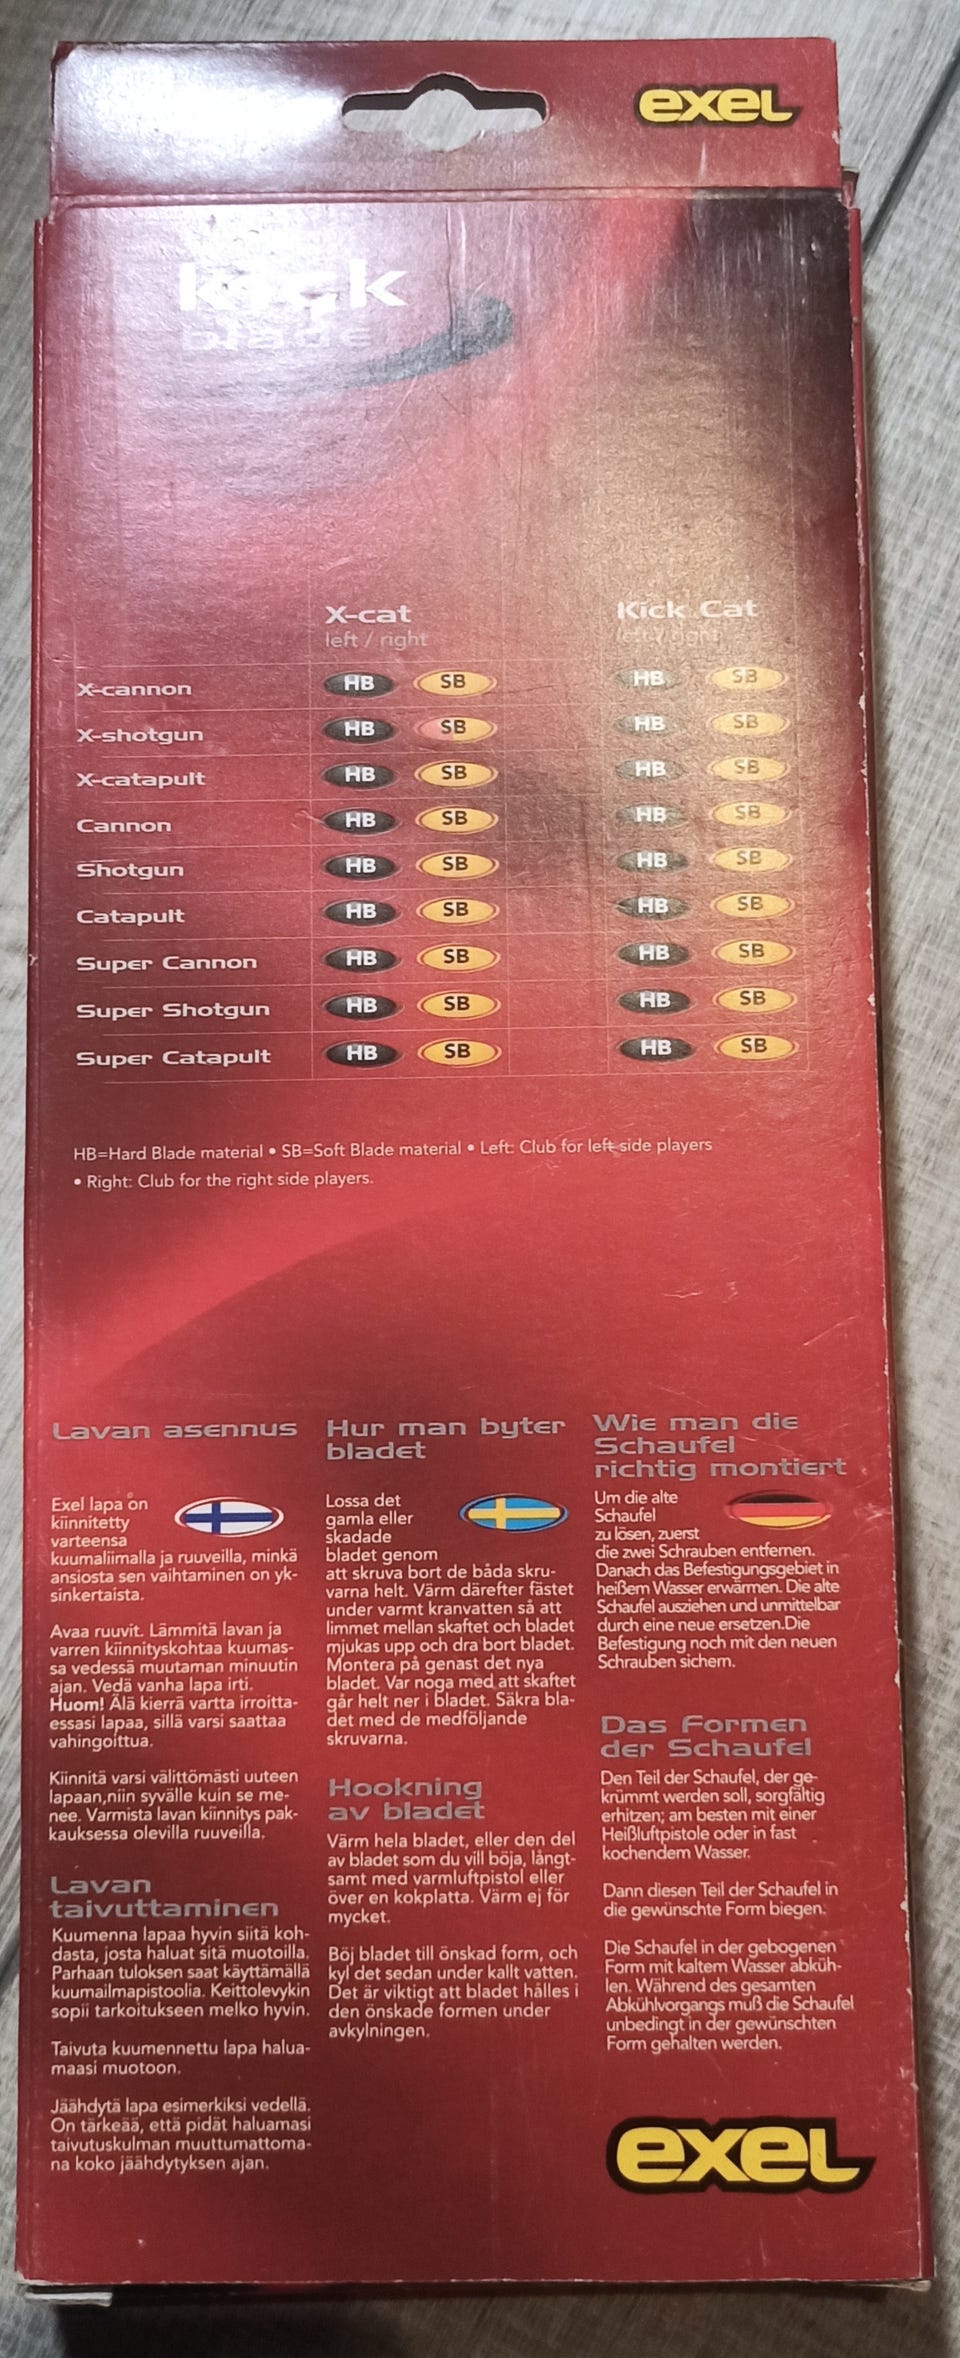 exel
kick
blade
X-cat Kick Cat
left / right left / right
X-cannon HB SB HB SB
X-shotgun HB SB HB SB
X-catapult HB SB HB SB
Cannon HB SB HB SB
Shotgun HB SB HB SB
Catapult HB SB HB SB
Super Cannon HB SB HB SB
Super Shotgun HB SB HB SB
Super Catapult HB SB HB SB
HB=Hard Blade material • SB=Soft Blade material • Left: Club for left side players
• Right: Club for the right side players.
Lavan asennus
Exel lapa on
kiinnitetty
varteensa
kuumaliimalla ja ruuveilla, minkä
ansiosta sen vaihtaminen on yk-
sinkertaista.
Avaa ruuvit. Lämmitä lavan ja
varren kiinnityskohtaa kuumas-
sa vedessä muutaman minuutin
ajan. Vedä vanha lapa irti.
Huom! Älä kierrä vartta irroitta-
essasi lapaa, sillä varsi saattaa
vahingoittua.
Kiinnitä varsi välittömästi uuteen
lapaan,niin syvälle kuin se me-
nee. Varmista lavan kiinnitys pak-
kauksessa olevilla ruuveilla.
Lavan
taivuttaminen
Kuumenna lapaa hyvin siitä koh-
dasta, josta haluat sitä muotoilla.
Parhaan tuloksen saat käyttämällä
kuumailmapistoolia. Keittolevykin
sopii tarkoitukseen melko hyvin.
Taivuta kuumennettu lapa halua-
maasi muotoon.
Jäähdytä lapa esimerkiksi vedellä.
On tärkeää, että pidät haluamasi
taivutuskulman muuttumattoma-
na koko jäähdytyksen ajan.
Hur man byter
bladet
Lossa det
gamla eller
skadade
bladet genom
att skruva bort de båda skru-
varna helt. Värm därefter fästet
under varmt kranvatten så att
limmet mellan skaftet och bladet
mjukas upp och dra bort bladet.
Montera på genast det nya
bladet. Var noga med att skaftet
går helt ner i bladet. Säkra bla-
det med de medföljande
skruvarna.
Hookning
av bladet
Värm hela bladet, eller den del
av bladet som du vill böja, långt-
samt med varmluftpistol eller
över en kokplatta. Värm ej för
mycket.
Böj bladet till önskad form, och
kyl det sedan under kallt vatten.
Det är viktigt att bladet hålles i
den önskade formen under
avkylningen.
Wie man die
Schaufel
richtig montiert
Um die alte
Schaufel
zu lösen, zuerst
die zwei Schrauben entfernen.
Danach das Befestigungsgebiet in
heißem Wasser erwärmen. Die alte
Schaufel ausziehen und unmittelbar
durch eine neue ersetzen.Die
Befestigung noch mit den neuen
Schrauben sichern.
Das Formen
der Schaufel
Den Teil der Schaufel, der ge-
krümmt werden soll, sorgfältig
erhitzen; am besten mit einer
Heißluftpistole oder in fast
kochendem Wasser.
Dann diesen Teil der Schaufel in
die gewünschte Form biegen.
Die Schaufel in der gebogenen
Form mit kaltem Wasser abküh-
len. Während des gesamten
Abkühlvorgangs muß die Schaufel
unbedingt in der gewünschten
Form gehalten werden.
exel